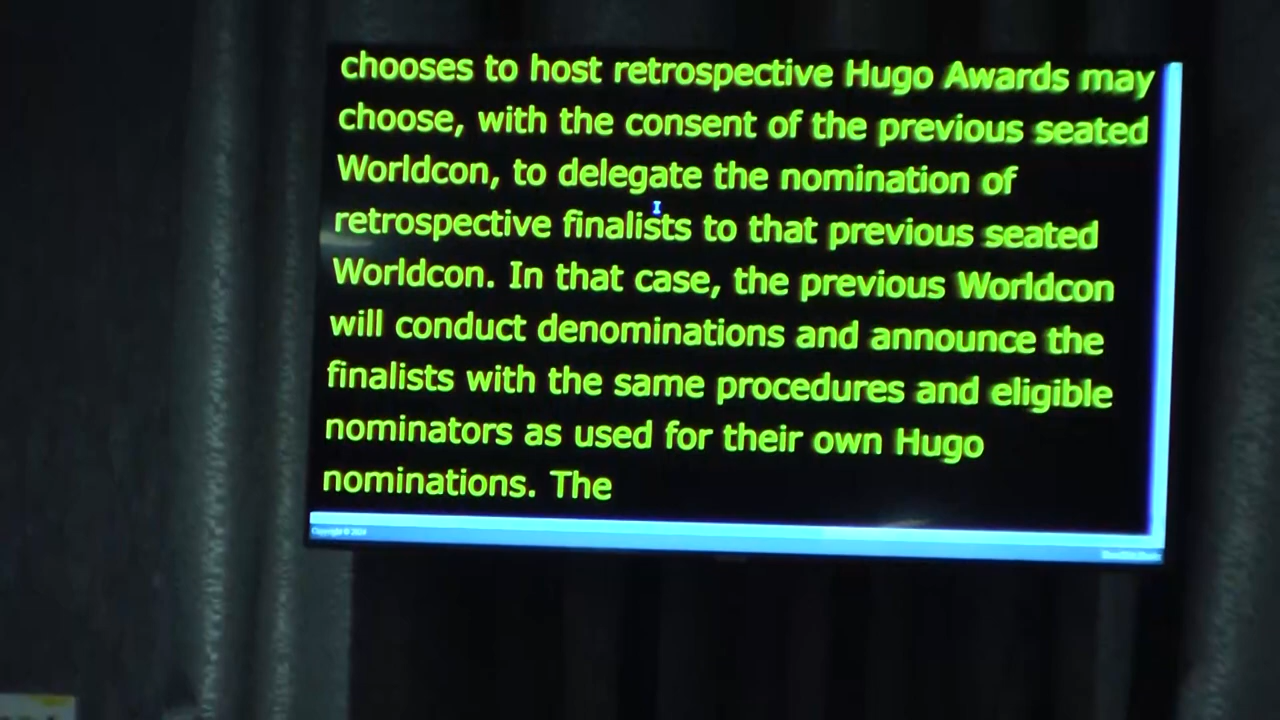 chooses to host retrospective Hugo Awards may
choose, with the consent of the previous seated
Worldcon, to delegate the nomination of
retrospective finalists to that previous seated
Worldcon. In that case, the previous Worldcon
will conduct denominations and announce the
finalists with the same procedures and eligible
nominators as used for their own Hugo
nominations. The
Copyright © 2024